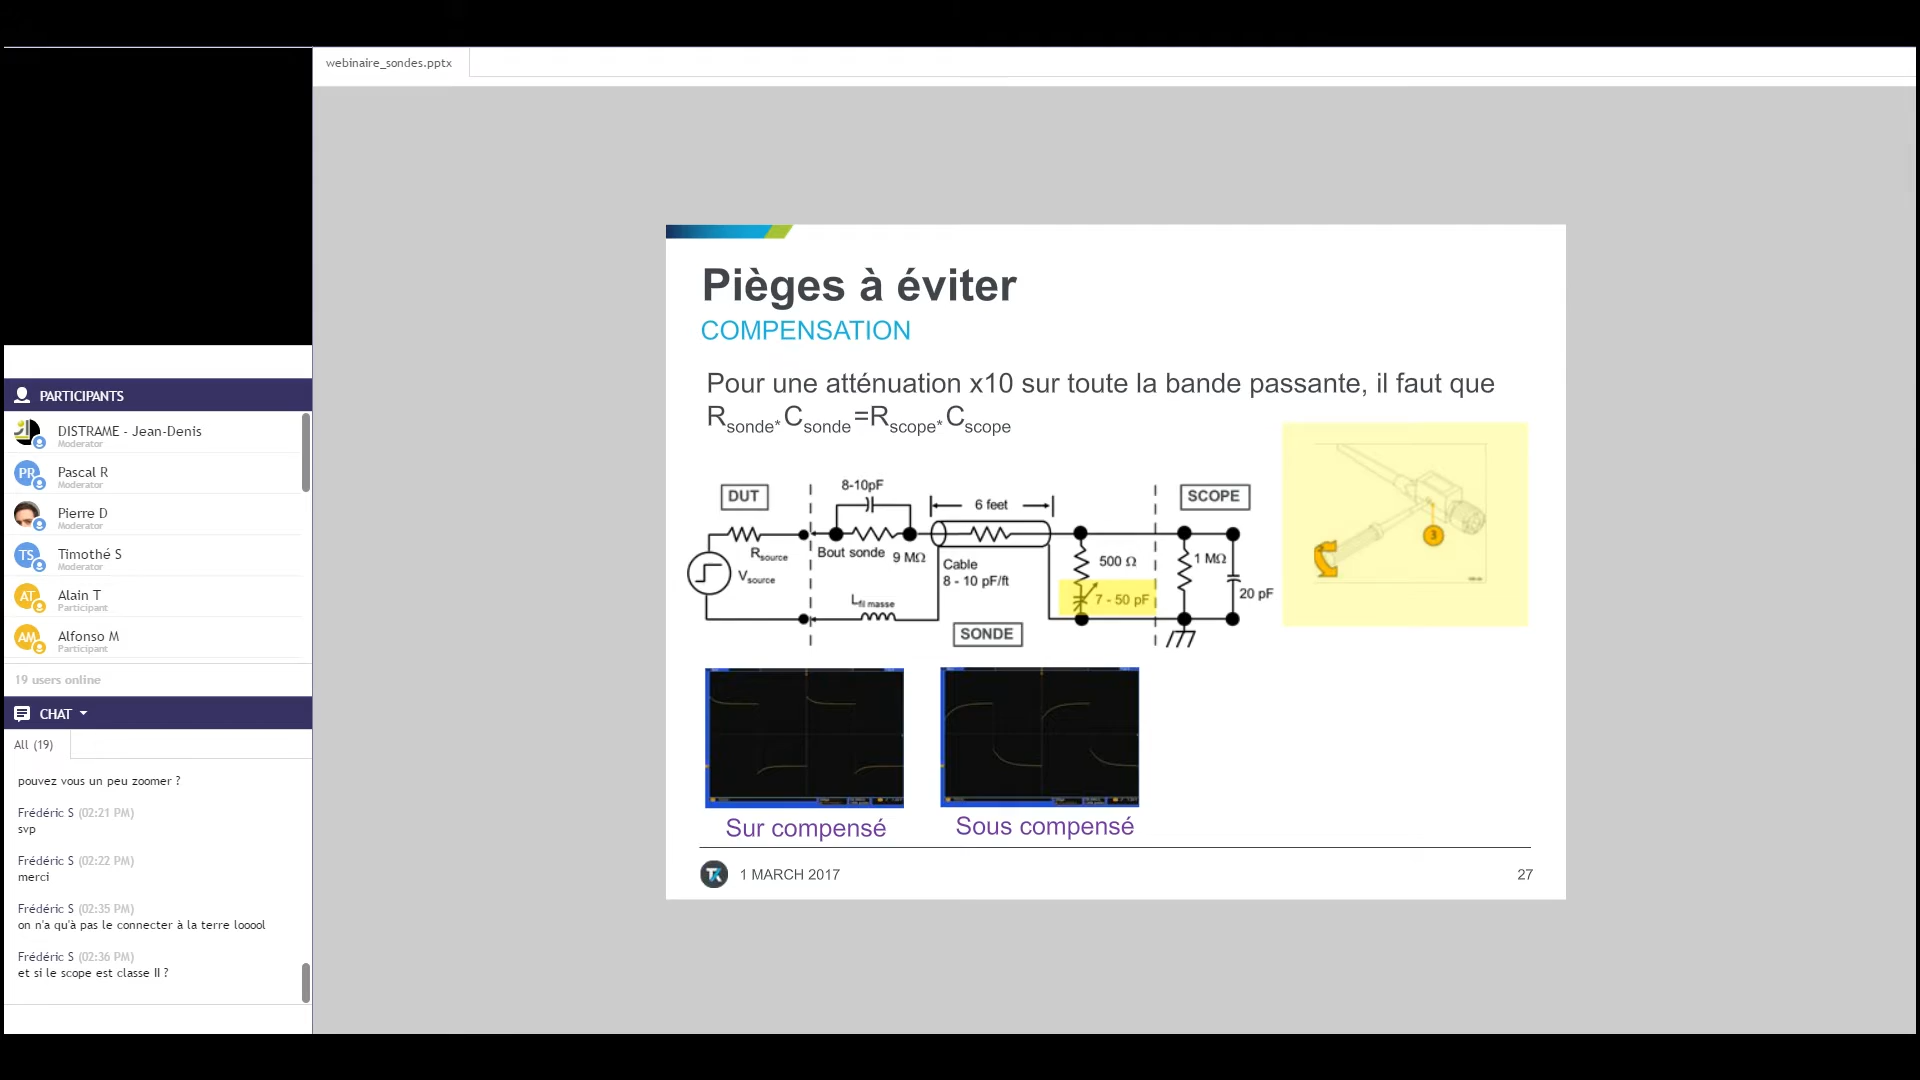 webinaire_sondes.pptx
PARTICIPANTS
DISTRAME - Jean-Denis
Moderator
PR
Pascal R
Moderator
Pierre D
Moderator
TS
Timothé S
Moderator
AT
Alain T
Participant
AM
Alfonso M
Participant
19 users online
CHAT
All (19)
pouvez vous un peu zoomer ?
Frédéric S (02:21 PM)
svp
Frédéric S (02:22 PM)
merci
Frédéric S (02:35 PM)
on n'a qu'à pas le connecter à la terre looool
Frédéric S (02:36 PM)
et si le scope est classe II ?
Pièges à éviter
COMPENSATION
Pour une atténuation x10 sur toute la bande passante, il faut que
Rsonde*Csonde=Rscope*Cscope
DUT
8-10pF
6 feet
SCOPE
Rsource
Bout sonde
9 MΩ
500 Ω
1 MΩ
Vsource
Cable
8 - 10 pF/ft
Lfil masse
7 - 50 pF
20 pF
SONDE
3
Sur compensé
Sous compensé
TK
1 MARCH 2017
27